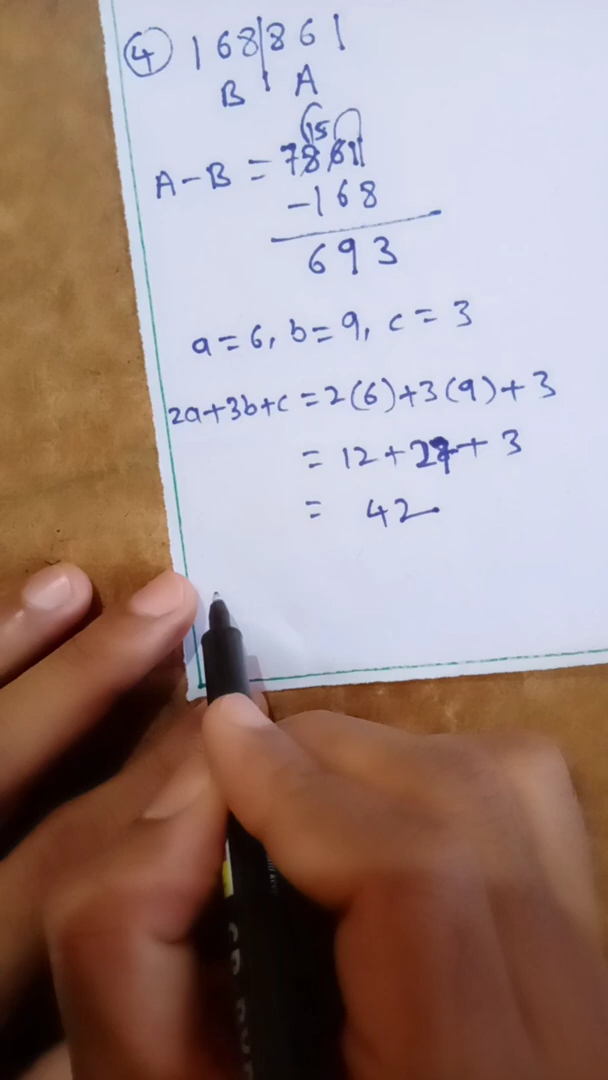 ④ 168|861
B | A
15
A-B = 7861
-168
693
a=6, b=9, c=3
2a+3b+c = 2(6)+3(9)+3
= 12+27+3
= 42